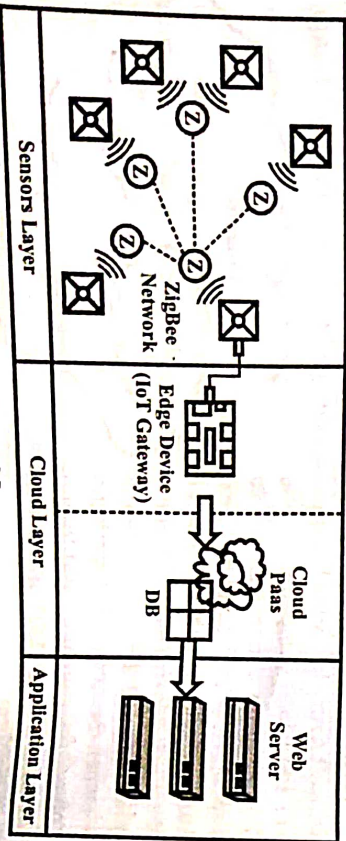 ZigBee
Network
Edge Device
(IoT Gateway)
Cloud
Paas
DB
Web
Server
Z
Z
Z
Z
Z
Sensors Layer
Cloud Layer
Application Layer